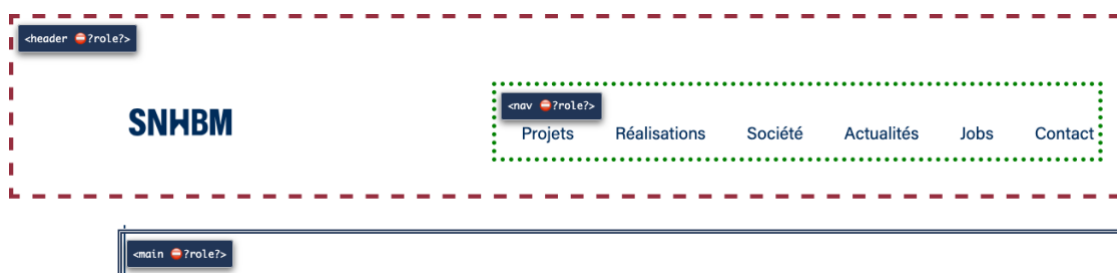 <header ⛔?role?>
SNHBM
<nav ⛔?role?>
Projets Réalisations Société Actualités Jobs Contact
<main ⛔?role?>